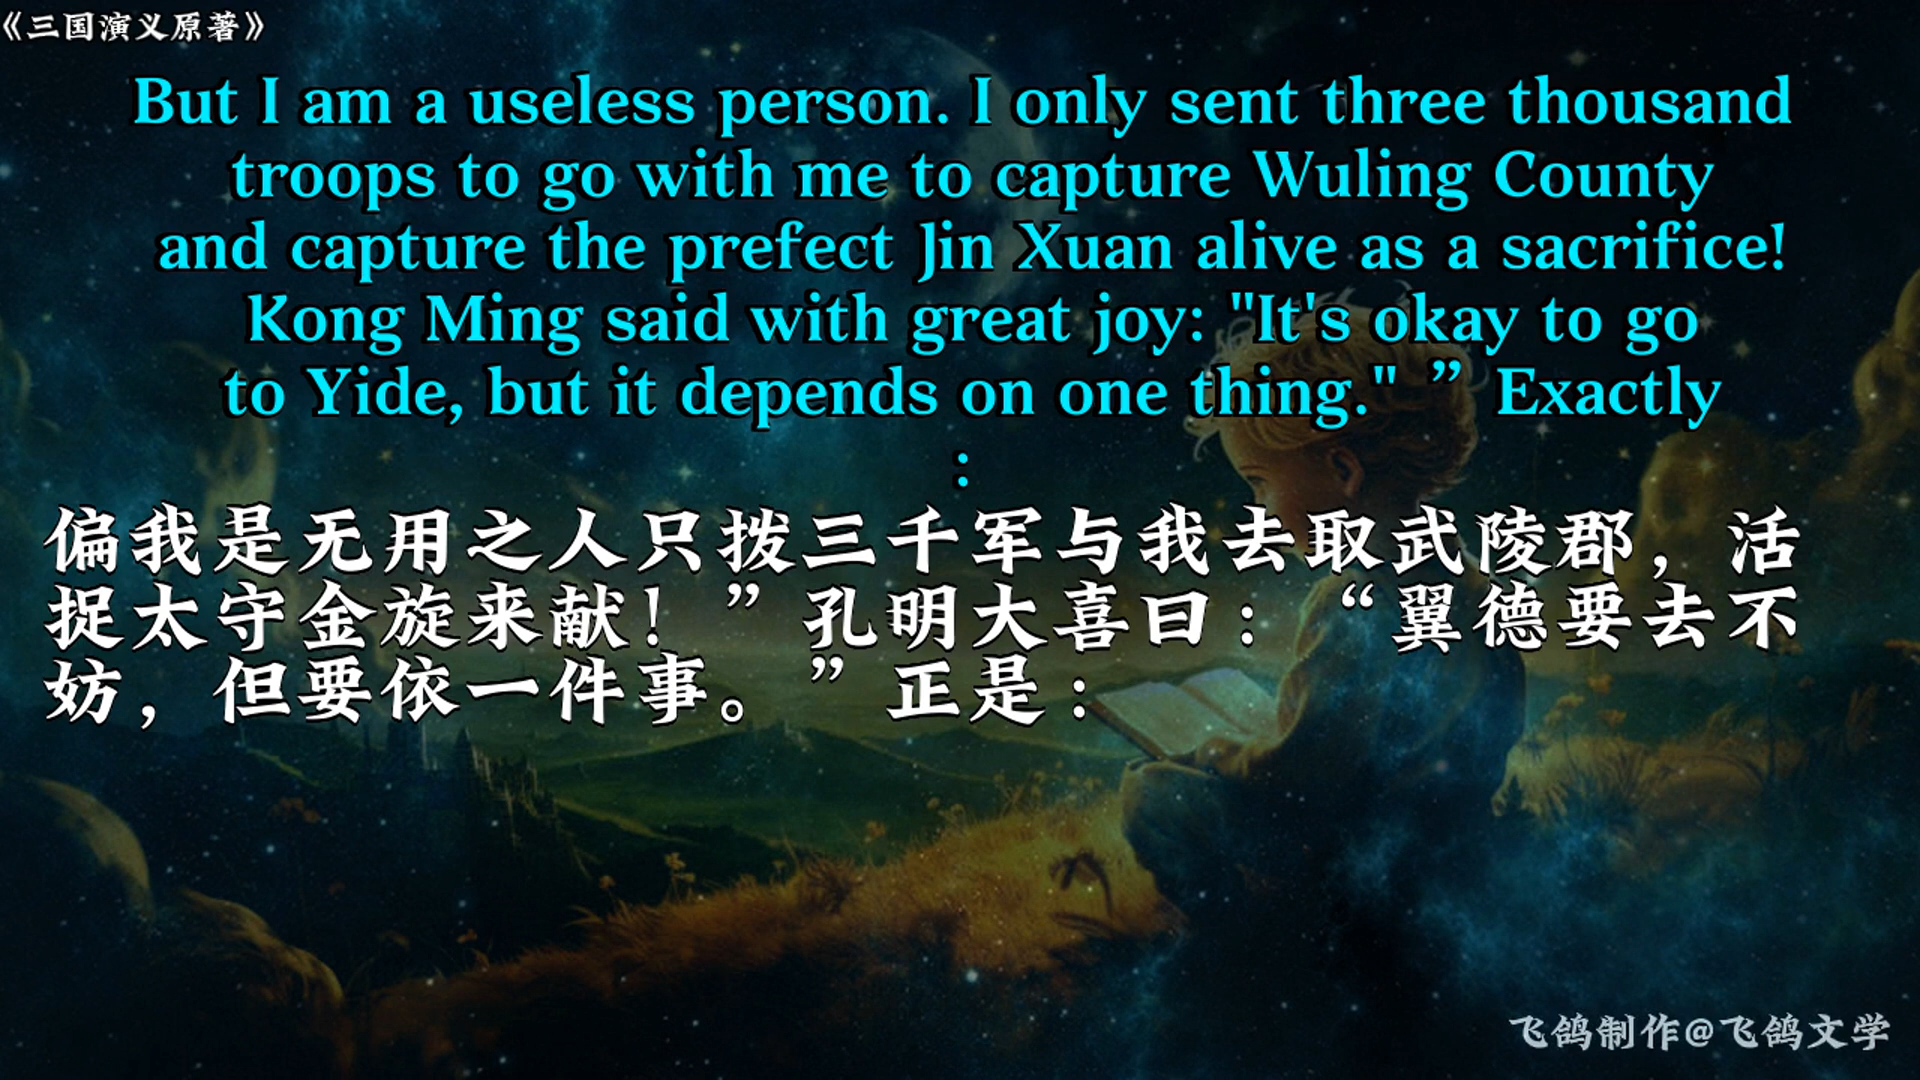 《三国演义原著》
But I am a useless person. I only sent three thousand
troops to go with me to capture Wuling County
and capture the prefect Jin Xuan alive as a sacrifice!
Kong Ming said with great joy: "It's okay to go
to Yide, but it depends on one thing." ” Exactly
:
偏我是无用之人只拨三千军与我去取武陵郡，活
捉太守金旋来献！”孔明大喜曰：“翼德要去不
妨，但要依一件事。”正是：
飞鸽制作@飞鸽文学